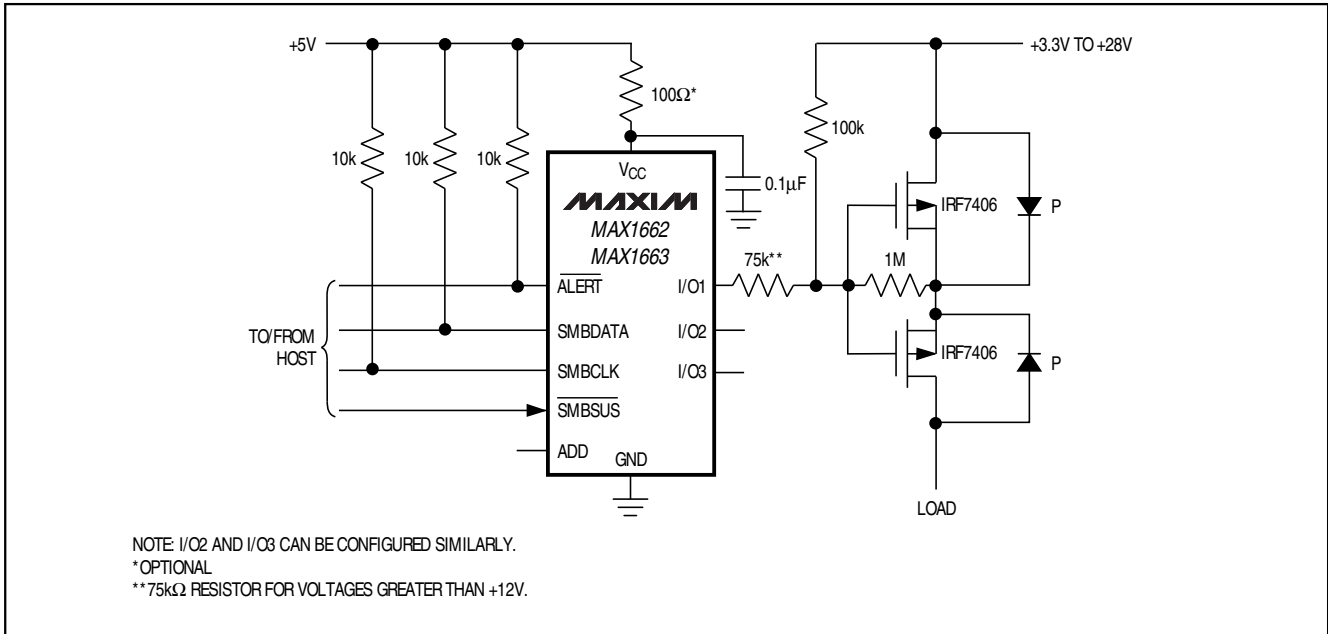 +5V
+3.3V TO +28V
100Ω*
100k
10k
10k
10k
VCC
0.1µF
MAXIM
MAX1662
MAX1663
IRF7406
P
75k**
1M
ALERT
I/O1
TO/FROM
HOST
SMBDATA
I/O2
IRF7406
P
SMBCLK
I/O3
SMBSUS
ADD
GND
LOAD
NOTE: I/O2 AND I/O3 CAN BE CONFIGURED SIMILARLY.
*OPTIONAL
**75kΩ RESISTOR FOR VOLTAGES GREATER THAN +12V.